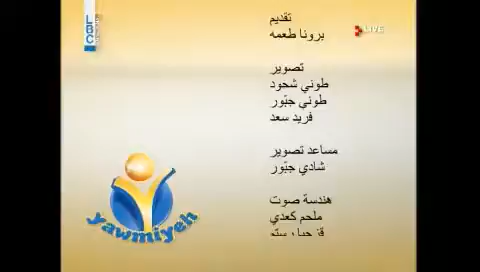 LBC
LIVE
تقديم
برونا طعمه
تصوير
طوني شحود
طوني جبّور
فريد سعد
مساعد تصوير
شادي جبّور
هندسة صوت
ملحم كعدي
yawmiyeh